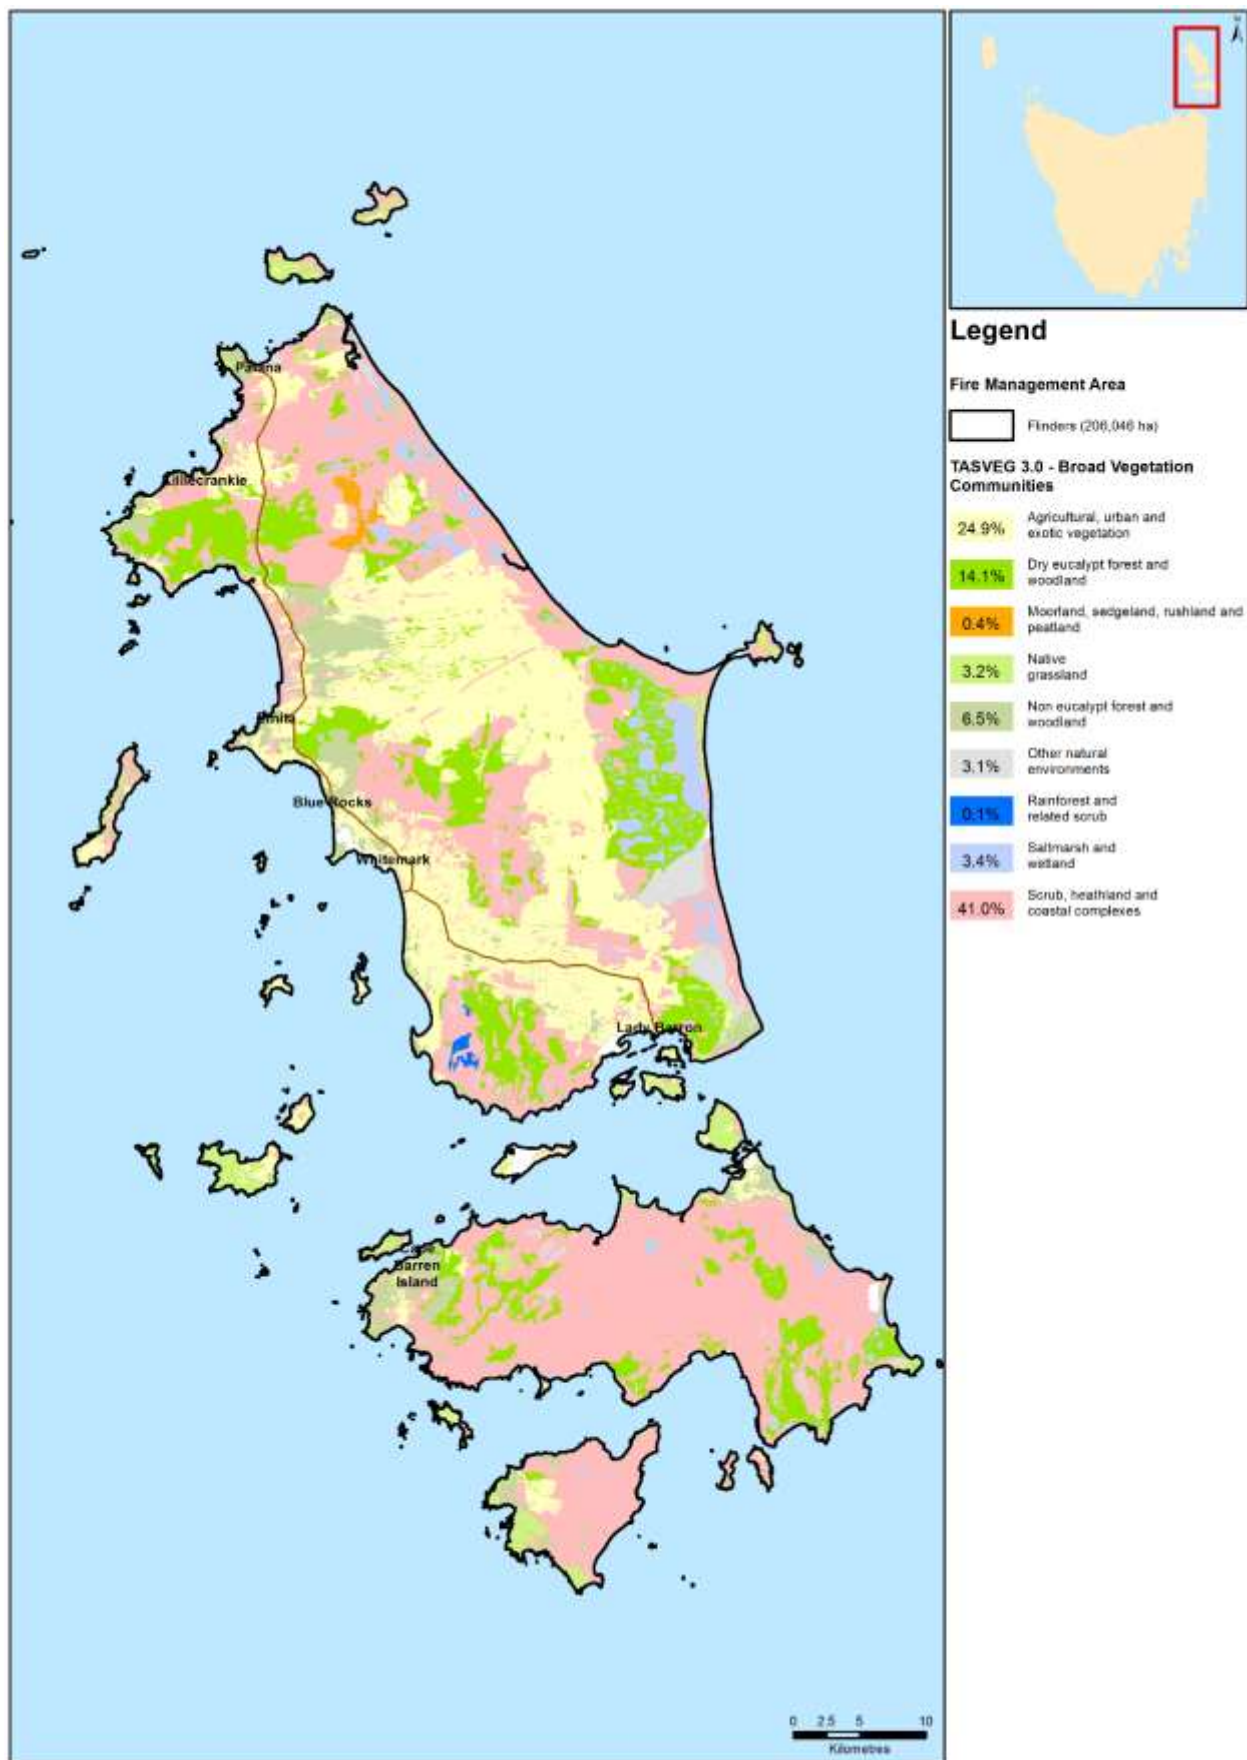 N
Legend
Fire Management Area
Flinders (206,046 ha)
TASVEG 3.0 - Broad Vegetation
Communities
24.9% Agricultural, urban and
exotic vegetation
14.1% Dry eucalypt forest and
woodland
0.4% Moorland, sedgeland, rushland and
peatland
3.2% Native
grassland
6.5% Non eucalypt forest and
woodland
3.1% Other natural
environments
0.1% Rainforest and
related scrub
3.4% Saltmarsh and
wetland
41.0% Scrub, heathland and
coastal complexes
Palana
Killiecrankie
Emita
Blue Rocks
Whitemark
Lady Barron
Cape
Barren
Island
0 2.5 5 10
Kilometres